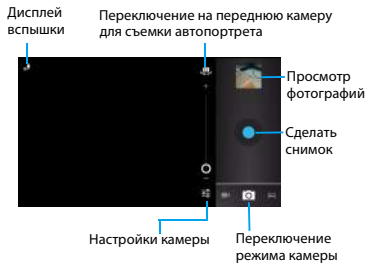 Дисплей
вспышки
Переключение на переднюю камеру
для съемки автопортрета
Просмотр
фотографий
Сделать
снимок
Настройки камеры
Переключение
режима камеры